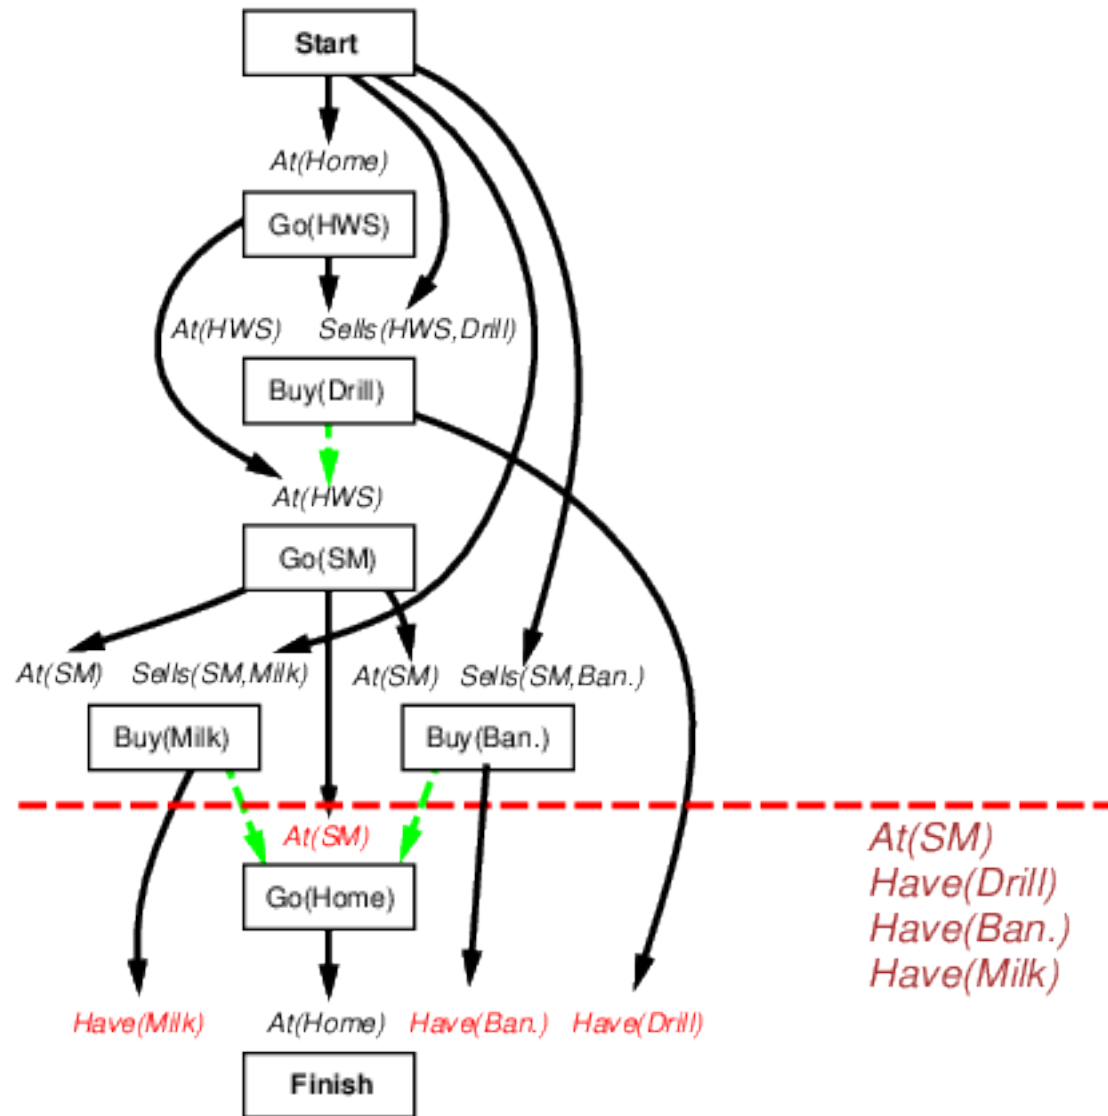 Start
At(Home)
Go(HWS)
At(HWS) Sells(HWS,Drill)
Buy(Drill)
At(HWS)
Go(SM)
At(SM) Sells(SM,Milk) At(SM) Sells(SM,Ban.)
Buy(Milk) Buy(Ban.)
At(SM)
Go(Home)
Have(Milk) At(Home) Have(Ban.) Have(Drill)
Finish
At(SM)
Have(Drill)
Have(Ban.)
Have(Milk)